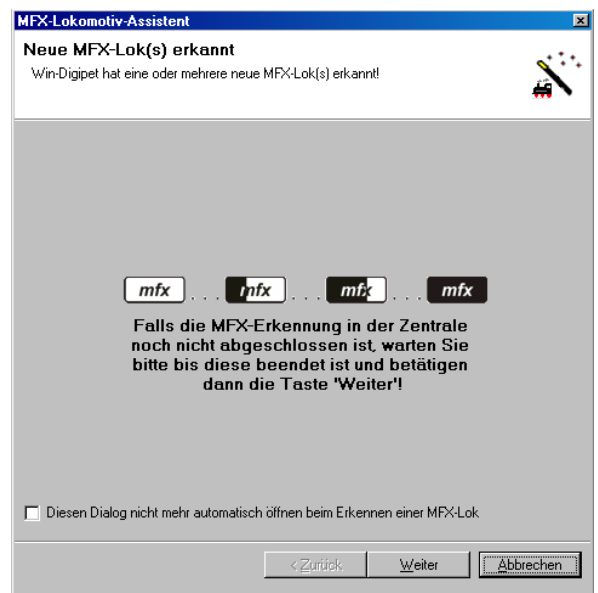 MFX-Lokomotiv-Assistent
Neue MFX-Lok(s) erkannt
Win-Digipet hat eine oder mehrere neue MFX-Lok(s) erkannt!
mfx . . . mfx . . . mfx . . . mfx
Falls die MFX-Erkennung in der Zentrale
noch nicht abgeschlossen ist, warten Sie
bitte bis diese beendet ist und betätigen
dann die Taste 'Weiter'!
Diesen Dialog nicht mehr automatisch öffnen beim Erkennen einer MFX-Lok
< Zurück Weiter Abbrechen